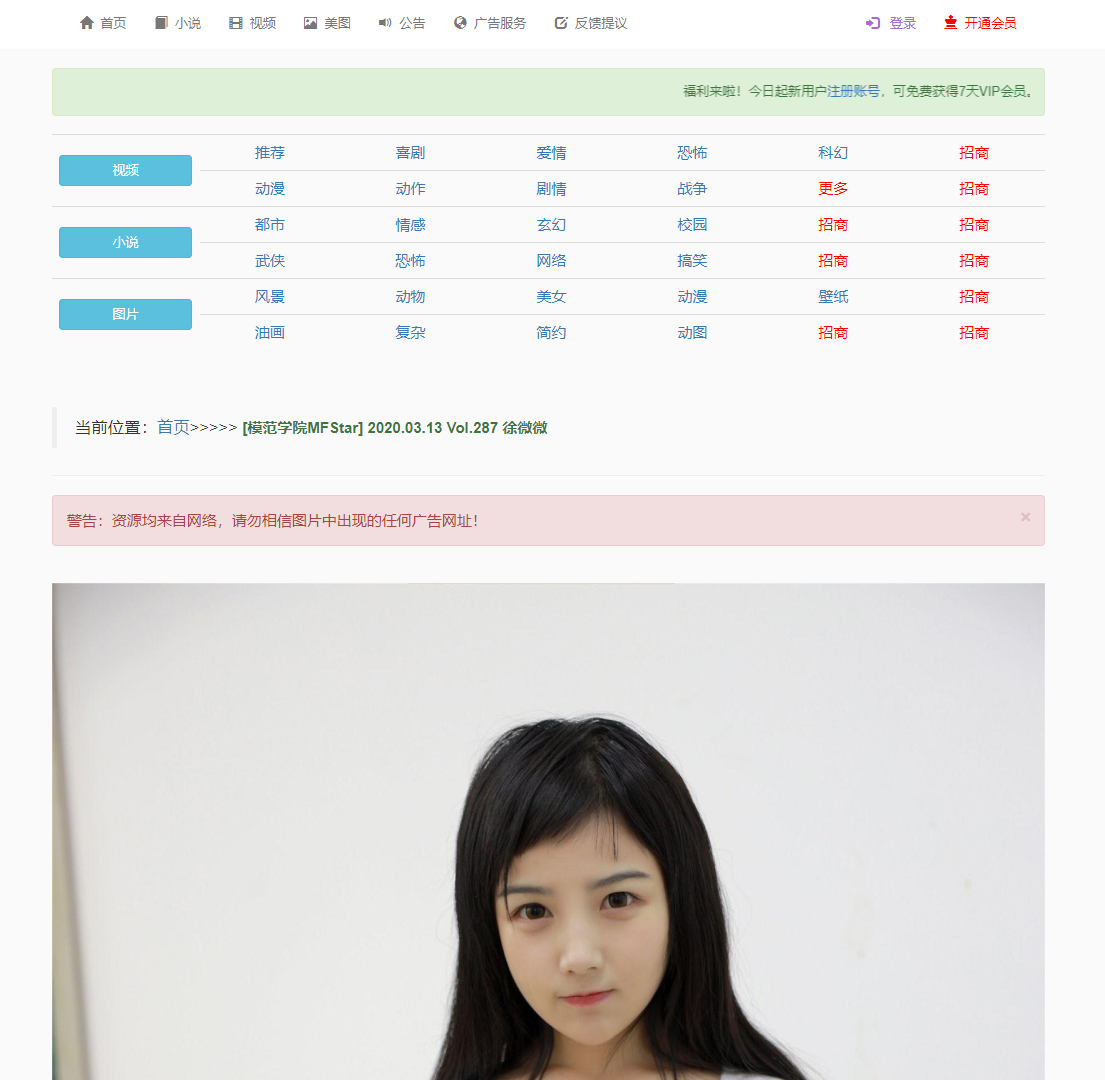 首页 小说 视频 美图 公告 广告服务 反馈提议 登录 开通会员
福利来啦！今日起新用户注册账号，可免费获得7天VIP会员。
视频
推荐 喜剧 爱情 恐怖 科幻 招商
动漫 动作 剧情 战争 更多 招商
小说
都市 情感 玄幻 校园 招商 招商
武侠 恐怖 网络 搞笑 招商 招商
图片
风景 动物 美女 动漫 壁纸 招商
油画 复杂 简约 动图 招商 招商
当前位置：首页>>>>> [模范学院MFStar] 2020.03.13 Vol.287 徐微微
警告：资源均来自网络，请勿相信图片中出现的任何广告网址！ ×